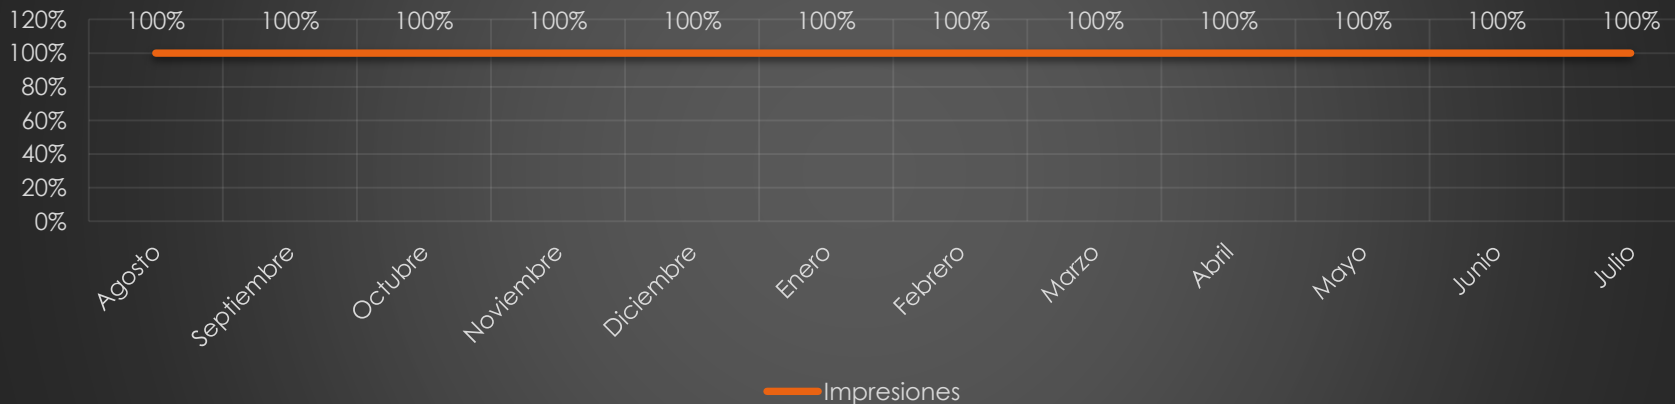 120%
100%
80%
60%
40%
20%
0%
100% 100% 100% 100% 100% 100% 100% 100% 100% 100% 100% 100%
Agosto
Septiembre
Octubre
Noviembre
Diciembre
Enero
Febrero
Marzo
Abril
Mayo
Junio
Julio
Impresiones